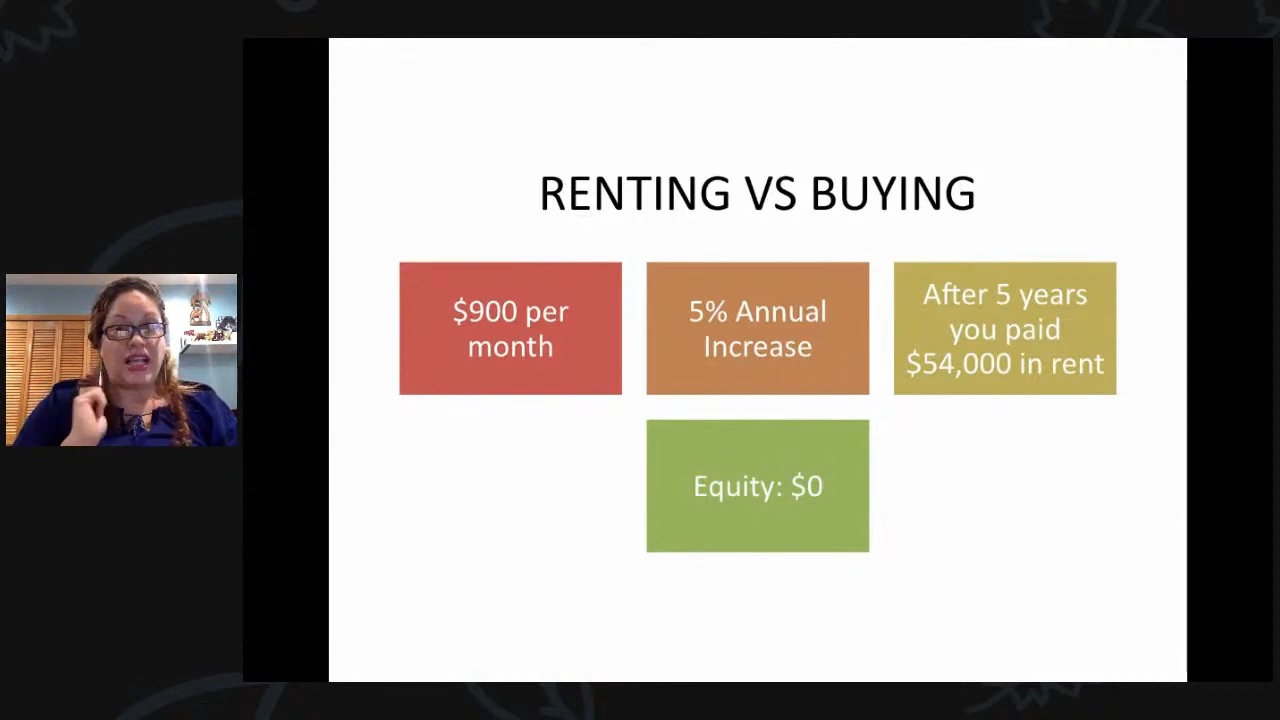 RENTING VS BUYING
$900 per
month
5% Annual
Increase
After 5 years
you paid
$54,000 in rent
Equity: $0